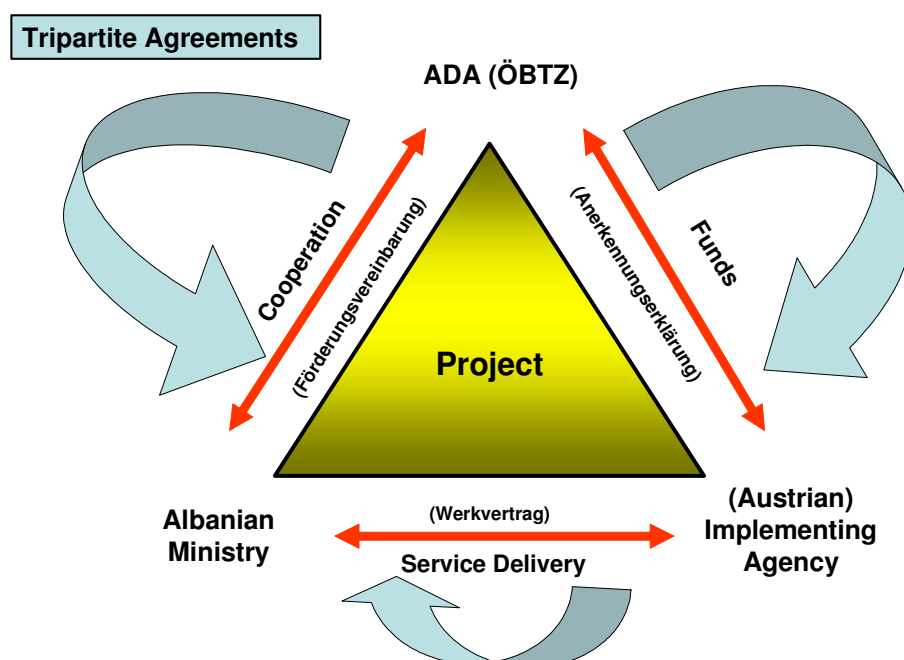 Tripartite Agreements
ADA (ÖBTZ)
Cooperation
(Förderungsvereinbarung)
(Anerkennungserklärung)
Funds
Project
Albanian
Ministry
(Werkvertrag)
Service Delivery
(Austrian)
Implementing
Agency